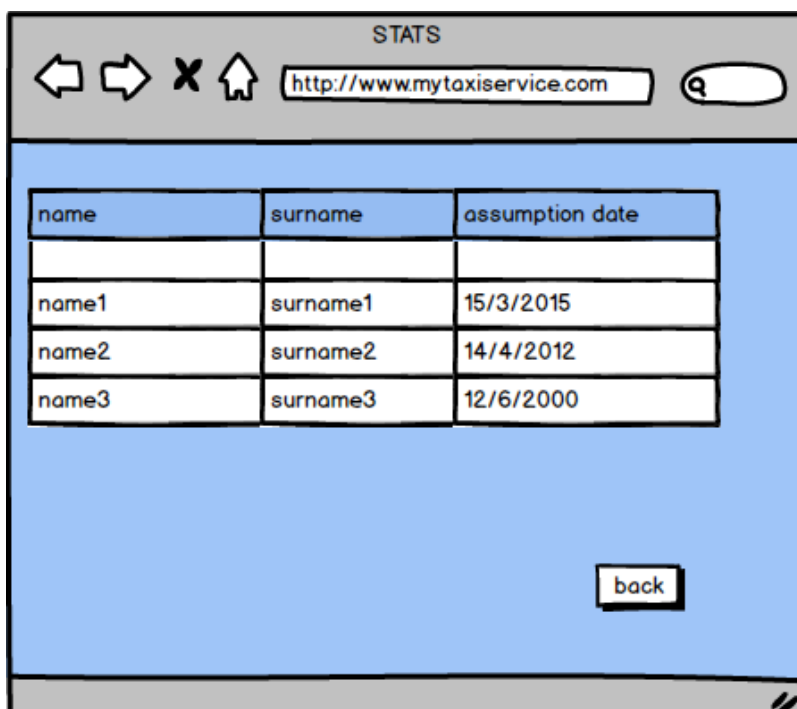 STATS
http://www.mytaxiservice.com
name surname assumption date
name1 surname1 15/3/2015
name2 surname2 14/4/2012
name3 surname3 12/6/2000
back